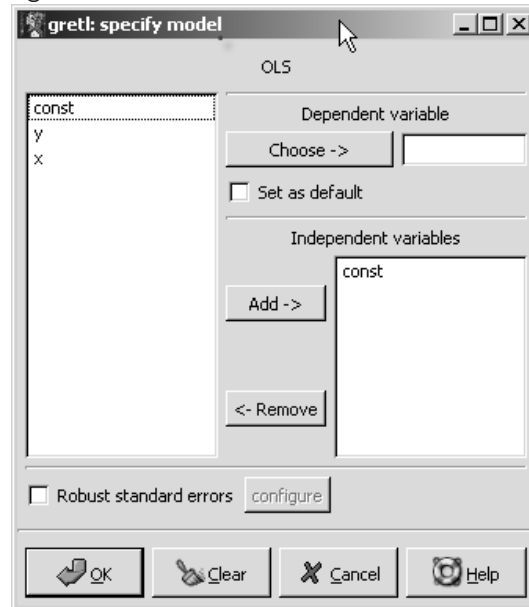 gretl: specify model
OLS
const
y
x
Dependent variable
Choose ->
Set as default
Independent variables
const
Add ->
<- Remove
Robust standard errors
configure
OK
Clear
Cancel
Help